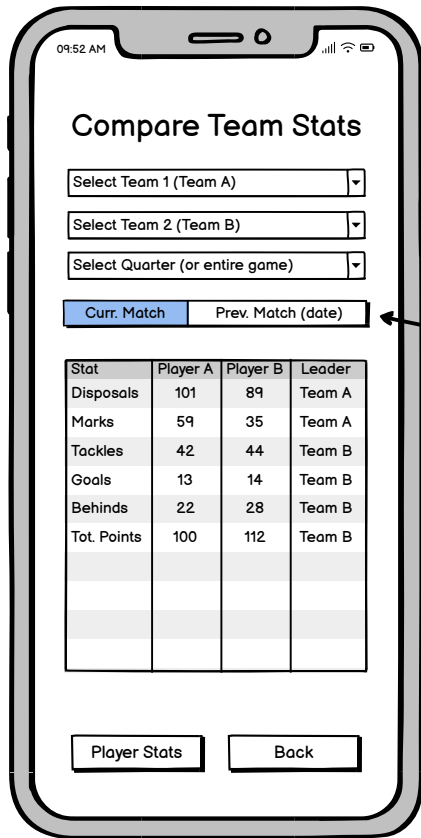 09:52 AM
Compare Team Stats
Select Team 1 (Team A)
Select Team 2 (Team B)
Select Quarter (or entire game)
Curr. Match Prev. Match (date)
Stat Player A Player B Leader
Disposals 101 89 Team A
Marks 59 35 Team A
Tackles 42 44 Team B
Goals 13 14 Team B
Behinds 22 28 Team B
Tot. Points 100 112 Team B
Player Stats Back